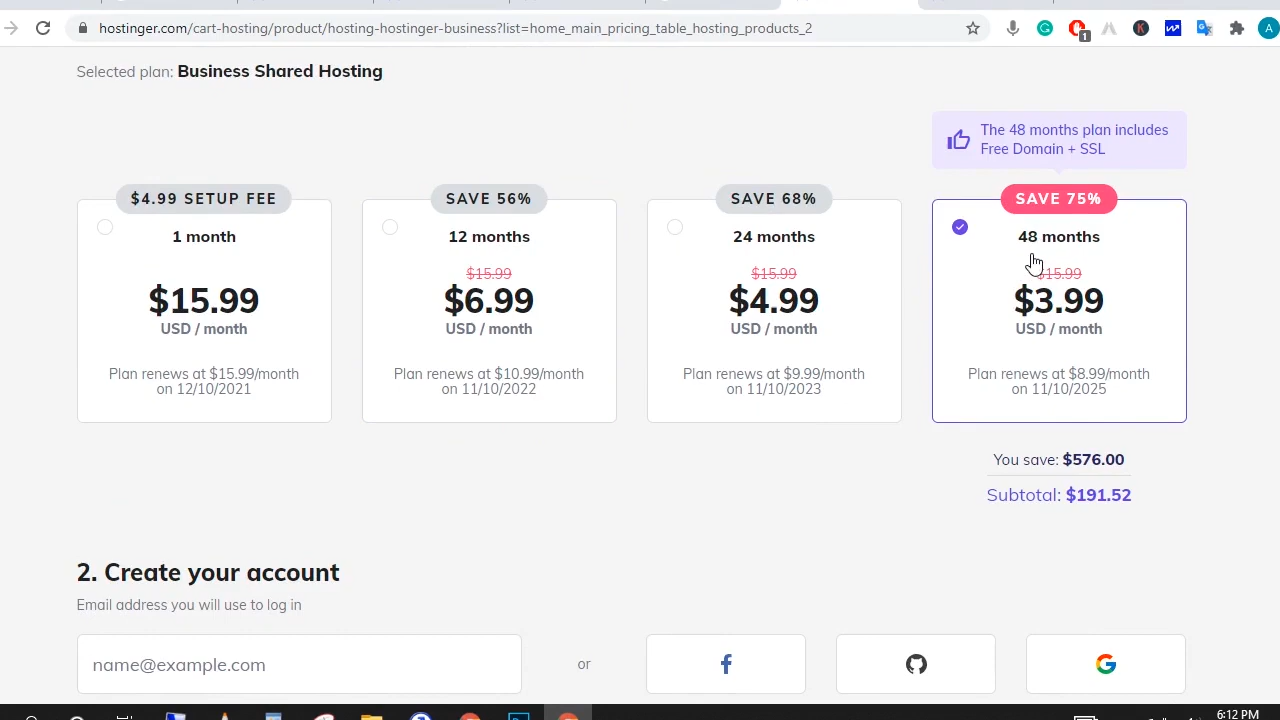 hostinger.com/cart-hosting/product/hosting-hostinger-business?list=home_main_pricing_table_hosting_products_2
1
A
Selected plan: Business Shared Hosting
The 48 months plan includes
Free Domain + SSL
$4.99 SETUP FEE
SAVE 56%
SAVE 68%
SAVE 75%
1 month
12 months
24 months
48 months
$15.99
$15.99
$15.99
$15.99
$6.99
$4.99
$3.99
USD / month
USD / month
USD / month
USD / month
Plan renews at $15.99/month
on 12/10/2021
Plan renews at $10.99/month
on 11/10/2022
Plan renews at $9.99/month
on 11/10/2023
Plan renews at $8.99/month
on 11/10/2025
You save: $576.00
Subtotal: $191.52
2. Create your account
Email address you will use to log in
name@example.com
or
6:12 PM